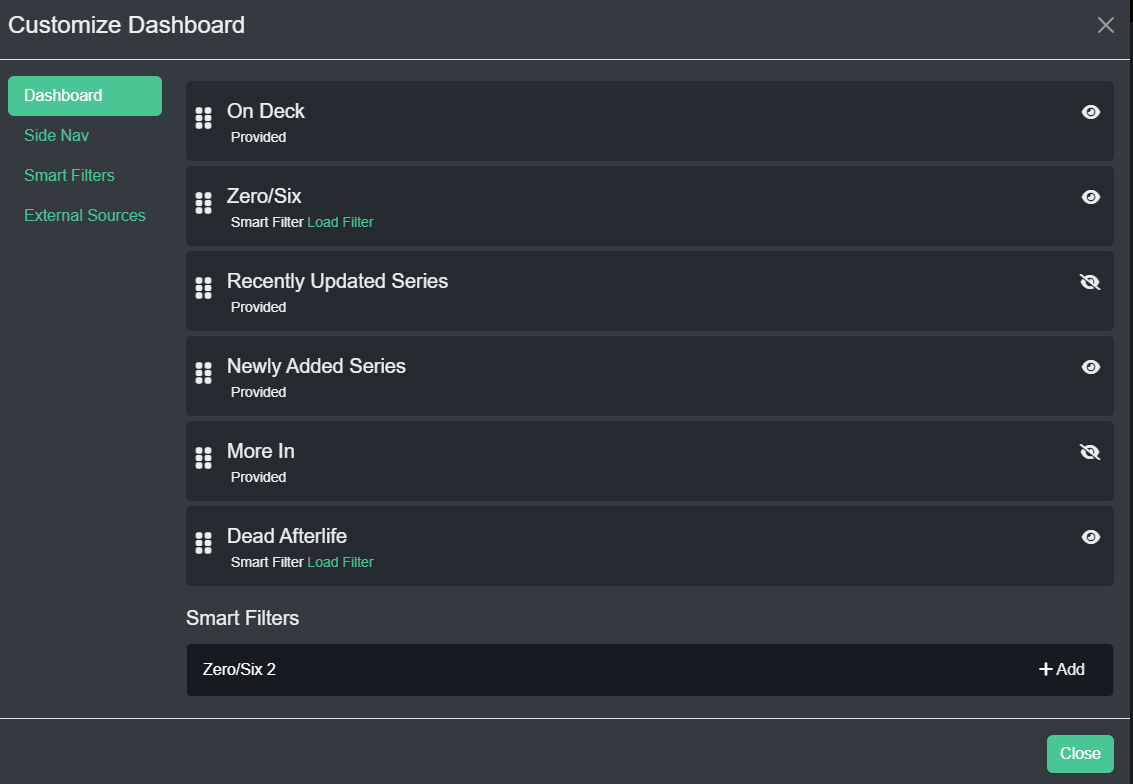 Customize Dashboard
Dashboard
Side Nav
Smart Filters
External Sources
On Deck
Provided
Zero/Six
Smart Filter Load Filter
Recently Updated Series
Provided
Newly Added Series
Provided
More In
Provided
Dead Afterlife
Smart Filter Load Filter
Smart Filters
Zero/Six 2
Add
Close